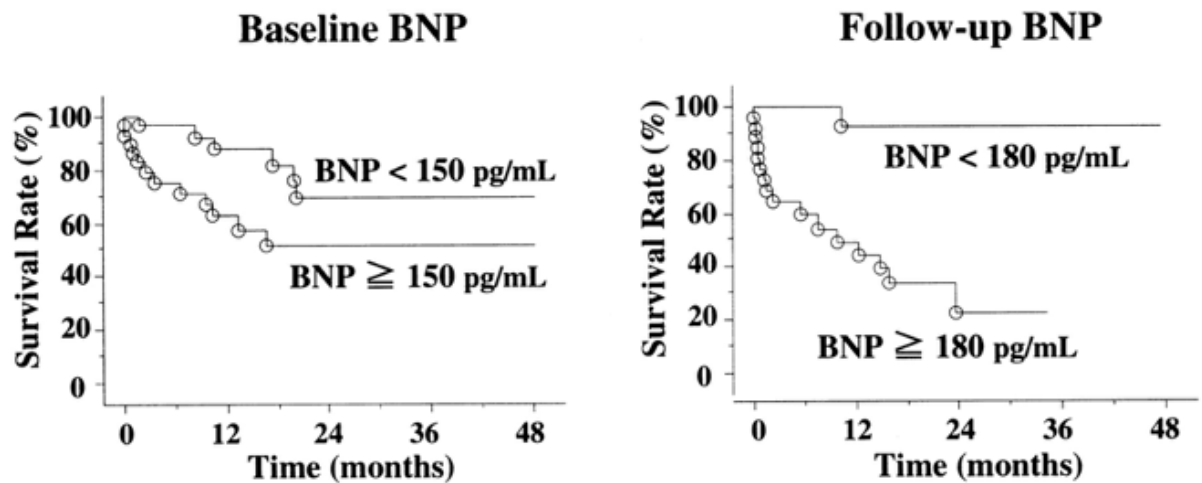 Baseline BNP
Survival Rate (%)
100
80
60
40
20
0
BNP < 150 pg/mL
BNP ≧ 150 pg/mL
0 12 24 36 48
Time (months)
Follow-up BNP
Survival Rate (%)
100
80
60
40
20
0
BNP < 180 pg/mL
BNP ≧ 180 pg/mL
0 12 24 36 48
Time (months)